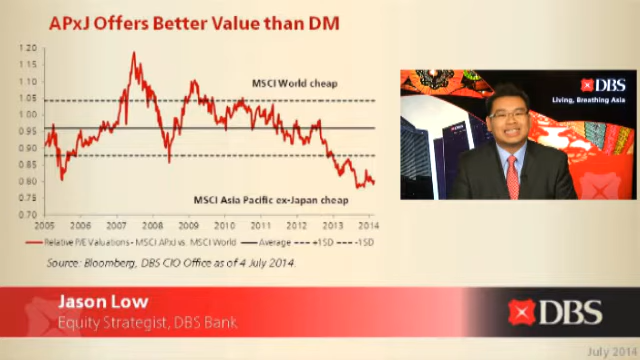 APxJ Offers Better Value than DM
1.20
1.15
1.10
1.05
1.00
0.95
0.90
0.85
0.80
0.75
0.70
MSCI World cheap
MSCI Asia Pacific ex-Japan cheap
2005 2006 2007 2008 2009 2010 2011 2012 2013 2014
Relative P/E Valuations - MSCI APxJ vs. MSCI World Average +1SD -1SD
Source: Bloomberg, DBS CIO Office as of 4 July 2014.
DBS
Living, Breathing Asia
Jason Low
Equity Strategist, DBS Bank
DBS
July 2014